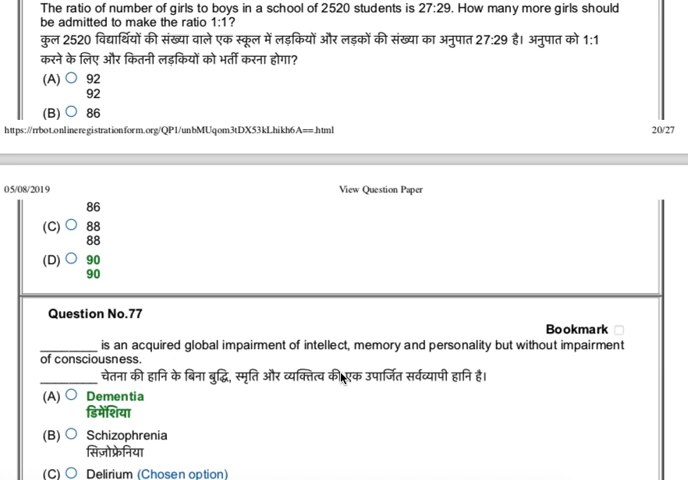 The ratio of number of girls to boys in a school of 2520 students is 27:29. How many more girls should
be admitted to make the ratio 1:1?
कुल 2520 विद्यार्थियों की संख्या वाले एक स्कूल में लड़कियों और लड़कों की संख्या का अनुपात 27:29 है। अनुपात को 1:1
करने के लिए और कितनी लड़कियों को भर्ती करना होगा?
(A) 92
92
(B) 86
https://rrbot.onlineregistrationform.org/QP1/unbMUqom3tDX53kLhikh6A==.html 20/27
05/08/2019 View Question Paper
86
(C) 88
88
(D) 90
90
Question No.77
Bookmark
________ is an acquired global impairment of intellect, memory and personality but without impairment
of consciousness.
________ चेतना की हानि के बिना बुद्धि, स्मृति और व्यक्तित्व की एक उपार्जित सर्वव्यापी हानि है।
(A) Dementia
डिमेंशिया
(B) Schizophrenia
सिज़ोफ्रेनिया
(C) Delirium (Chosen option)